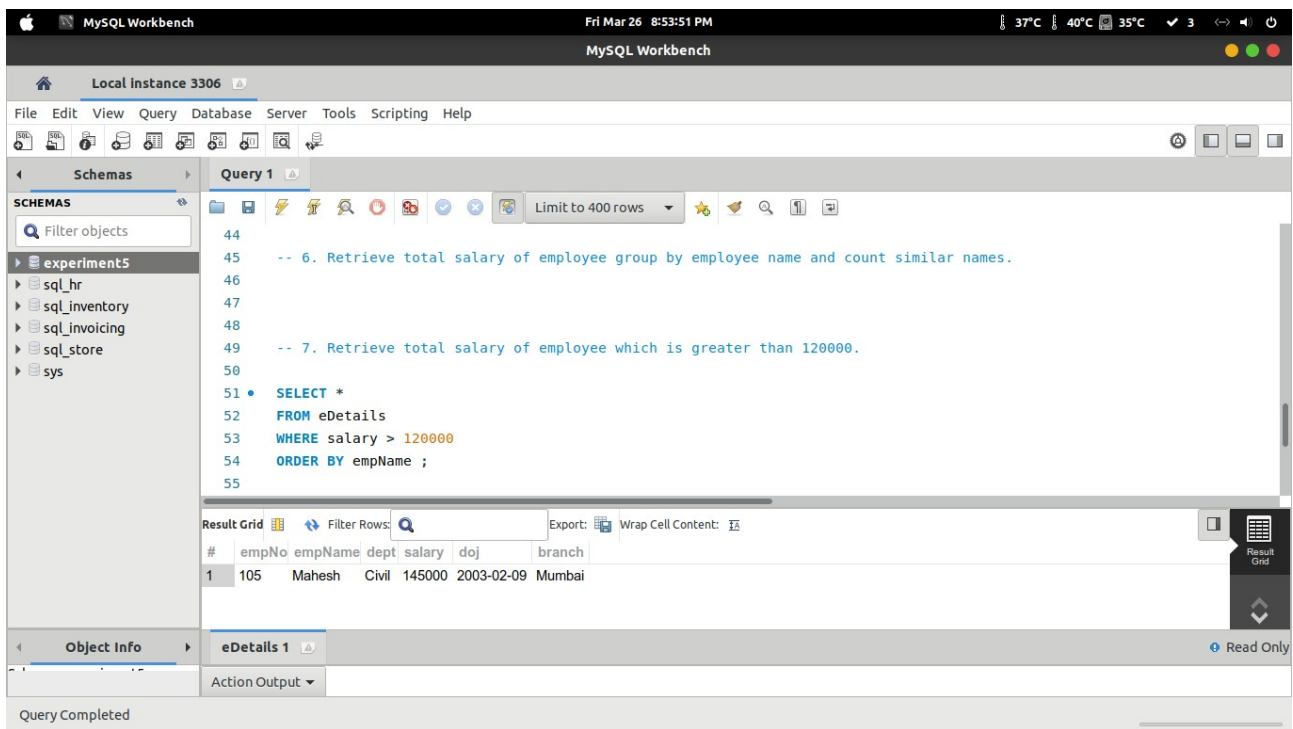 MySQL Workbench Fri Mar 26 8:53:51 PM 37°C 40°C 35°C 3
MySQL Workbench
Local instance 3306
File Edit View Query Database Server Tools Scripting Help
Schemas Query 1
SCHEMAS Limit to 400 rows
Filter objects
experiment5
sql_hr
sql_inventory
sql_invoicing
sql_store
sys
44
45 -- 6. Retrieve total salary of employee group by employee name and count similar names.
46
47
48
49 -- 7. Retrieve total salary of employee which is greater than 120000.
50
51 SELECT *
52 FROM eDetails
53 WHERE salary > 120000
54 ORDER BY empName ;
55
Result Grid Filter Rows: Export: Wrap Cell Content:
Result
Grid
# empNo empName dept salary doj branch
1 105 Mahesh Civil 145000 2003-02-09 Mumbai
Object Info eDetails 1 Read Only
Action Output
Query Completed